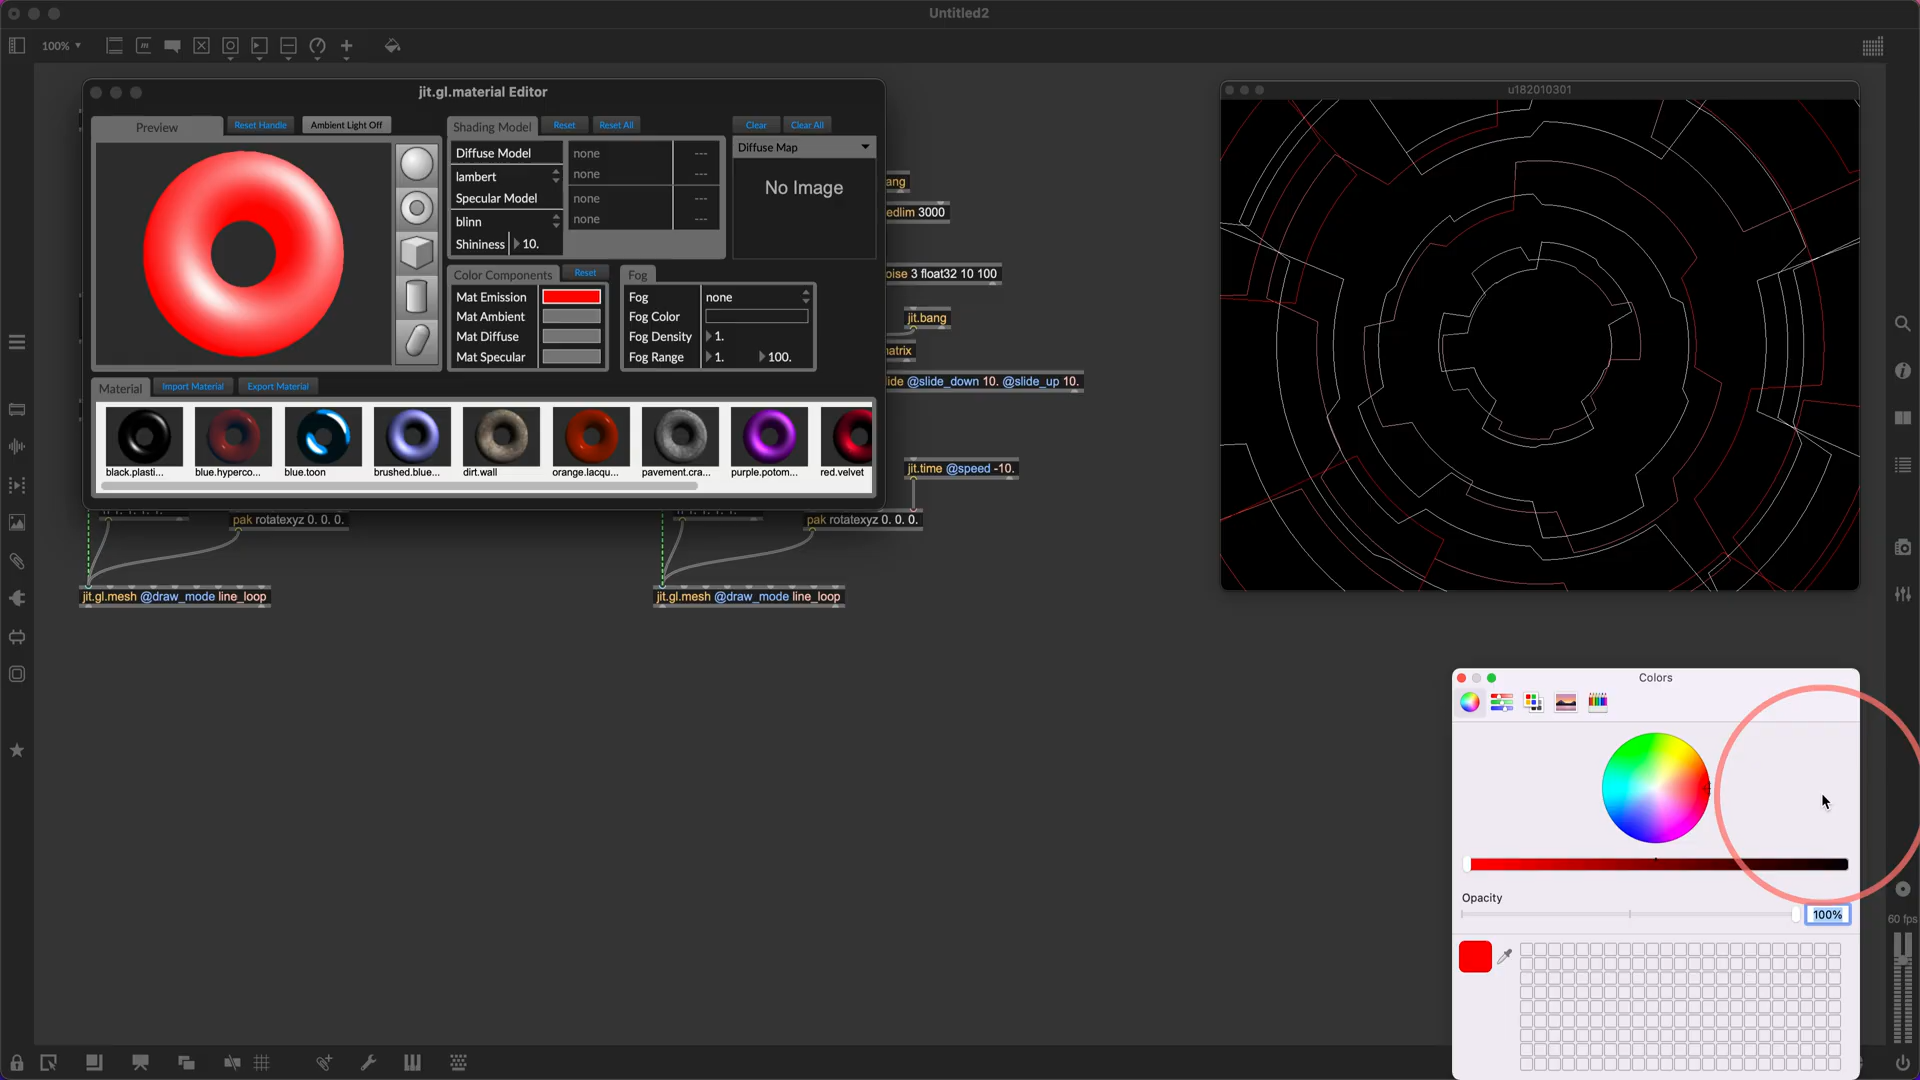 Untitled2
100%
jit.gl.material Editor
u182010301
Preview
Reset Handle
Ambient Light Off
Shading Model
Reset
Reset All
Clear
Clear All
Diffuse Model
none
---
none
lambert
Specular Model
none
---
blinn
none
---
Shininess
10.
Diffuse Map
No Image
Color Components
Reset
Fog
Mat Emission
Mat Ambient
Mat Diffuse
Mat Specular
Fog
none
Fog Color
Fog Density
1.
Fog Range
1.
100.
Material
Import Material
Export Material
black.plasti...
blue.hyperco...
blue.toon
brushed.blue...
dirt.wall
orange.lacqu...
pavement.cra...
purple.potom...
red.velvet
ang
edlim 3000
oise 3 float32 10 100
jit.bang
atrix
ide @slide_down 10. @slide_up 10.
jit.time @speed -10.
pak rotatexyz 0. 0. 0.
pak rotatexyz 0. 0. 0.
jit.gl.mesh @draw_mode line_loop
jit.gl.mesh @draw_mode line_loop
Colors
Opacity
100%
60 fps